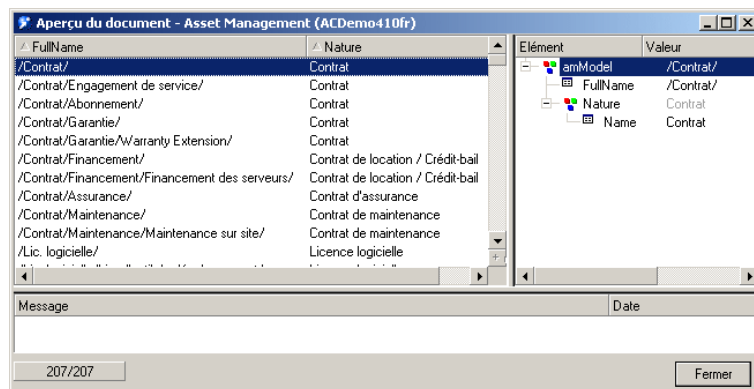 Aperçu du document - Asset Management (ACDemo410fr)
FullName Nature
/Contrat/ Contrat
/Contrat/Engagement de service/ Contrat
/Contrat/Abonnement/ Contrat
/Contrat/Garantie/ Contrat
/Contrat/Garantie/Warranty Extension/ Contrat
/Contrat/Financement/ Contrat de location / Crédit-bail
/Contrat/Financement/Financement des serveurs/ Contrat de location / Crédit-bail
/Contrat/Assurance/ Contrat d'assurance
/Contrat/Maintenance/ Contrat de maintenance
/Contrat/Maintenance/Maintenance sur site/ Contrat de maintenance
/Lic. logicielle/ Licence logicielle
Elément Valeur
amModel /Contrat/
FullName /Contrat/
Nature Contrat
Name Contrat
Message Date
207/207
Fermer